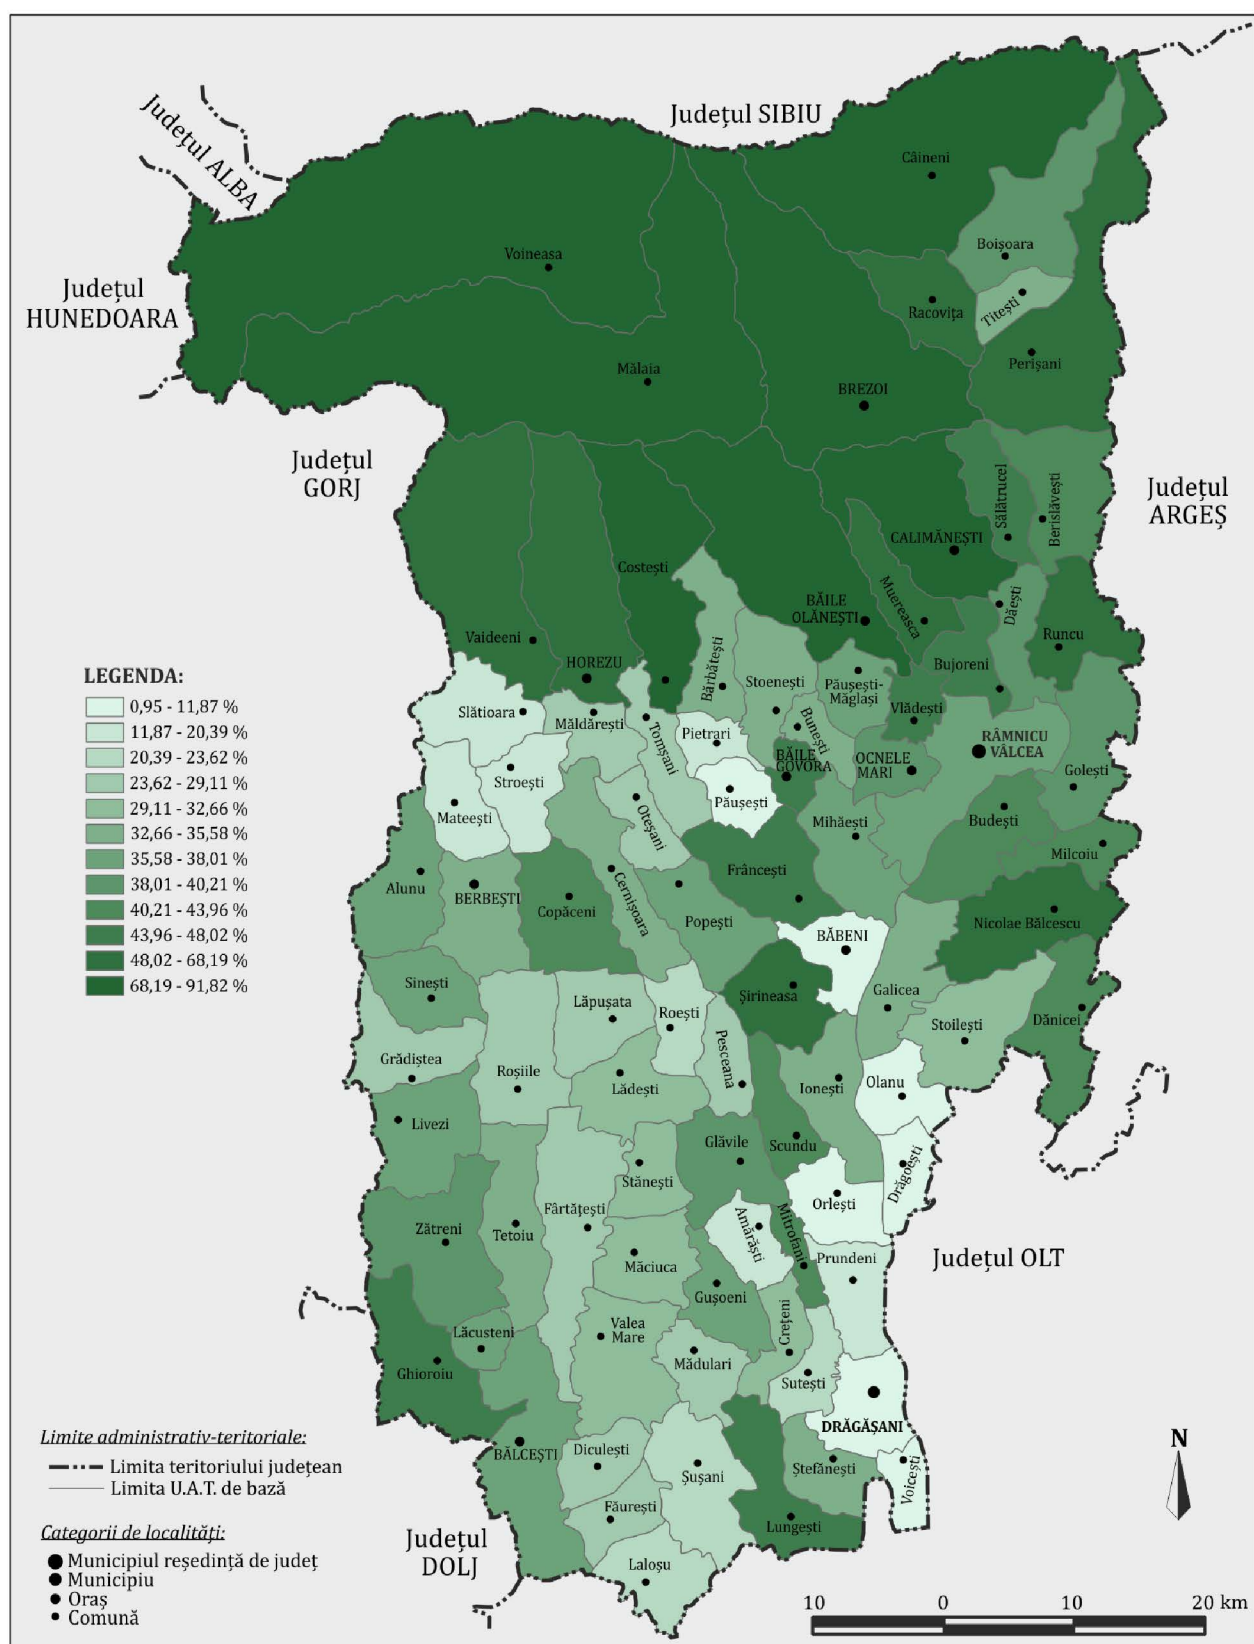 Județul SIBIU
Județul ALBA
Câineni
Boișoara
Voineasa
Județul
HUNEDOARA
Titești
Racovița
Perișani
Mălaia
BREZOI
Județul
GORJ
Județul
ARGEȘ
Sălătrucel
Berislăvești
CALIMĂNEȘTI
Costești
Muereasca
BĂILE
OLĂNEȘTI
Dăești
Runcu
Vaideeni
HOREZU
Bărbătești
Stoenești
Păușești-
Măglași
Bujoreni
Vlădești
LEGENDA:
0,95 - 11,87 %
11,87 - 20,39 %
20,39 - 23,62 %
23,62 - 29,11 %
29,11 - 32,66 %
32,66 - 35,58 %
35,58 - 38,01 %
38,01 - 40,21 %
40,21 - 43,96 %
43,96 - 48,02 %
48,02 - 68,19 %
68,19 - 91,82 %
Slătioara
Măldărești
Tomșani
Pietrari
Bunești
BĂILE
GOVORA
OCNELE
MARI
RÂMNICU
VÂLCEA
Golești
Stroești
Mateești
Oteșani
Păușești
Mihăești
Budești
Milcoiu
Alunu
BERBEȘTI
Copăceni
Cernișoara
Frâncești
Popești
Nicolae Bălcescu
BĂBENI
Sinești
Lăpușata
Roești
Șirineasa
Galicea
Stoilești
Dănicei
Grădiștea
Roșiile
Lădești
Pesceana
Ionești
Olanu
Livezi
Glăvile
Scundu
Stănești
Drăgoești
Orlești
Fârtățești
Zătreni
Tetoiu
Amărăști
Mitrofani
Prundeni
Județul OLT
Măciuca
Gușoeni
Crețeni
Lăcusteni
Valea
Mare
Ghioroiu
Mădulari
Sutești
DRĂGĂȘANI
BĂLCEȘTI
Diculești
Șușani
Ștefănești
Voicești
Făurești
Lungești
Laloșu
Județul
DOLJ
Limite administrativ-teritoriale:
Limita teritoriului județean
Limita U.A.T. de bază
Categorii de localități:
Municipiul reședință de județ
Municipiu
Oraș
Comună
N
10 0 10 20 km